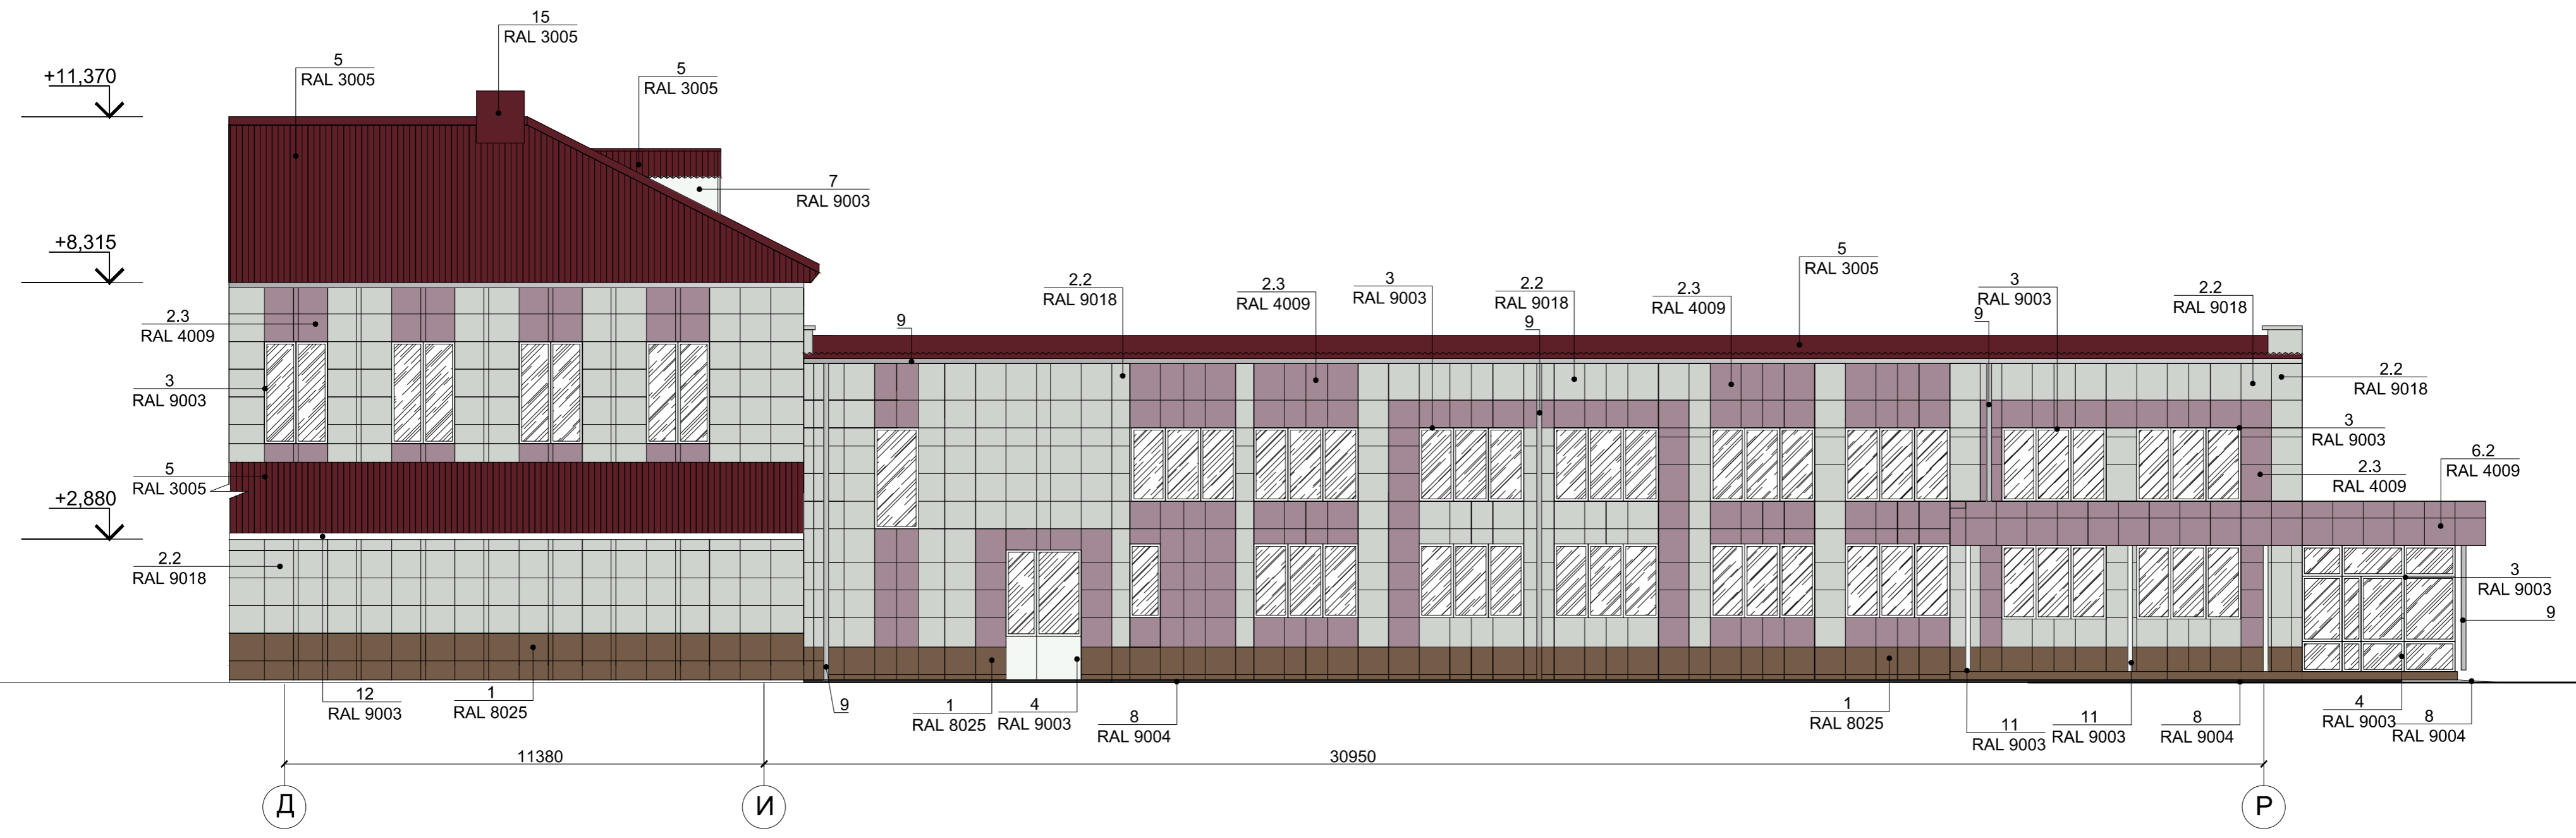 15
RAL 3005
5
RAL 3005
5
RAL 3005
+11,370
7
RAL 9003
+8,315
5
RAL 3005
2.2
RAL 9018
2.3
RAL 4009
3
RAL 9003
2.2
RAL 9018
2.3
RAL 4009
3
RAL 9003
2.2
RAL 9018
9
9
9
2.3
RAL 4009
2.2
RAL 9018
3
RAL 9003
3
RAL 9003
6.2
RAL 4009
5
RAL 3005
2.3
RAL 4009
+2,880
2.2
RAL 9018
3
RAL 9003
9
12
RAL 9003
1
RAL 8025
9
1
RAL 8025
4
RAL 9003
8
RAL 9004
1
RAL 8025
11
RAL 9003
11
RAL 9003
8
RAL 9004
4
RAL 9003
8
RAL 9004
11380
30950
Д
И
Р